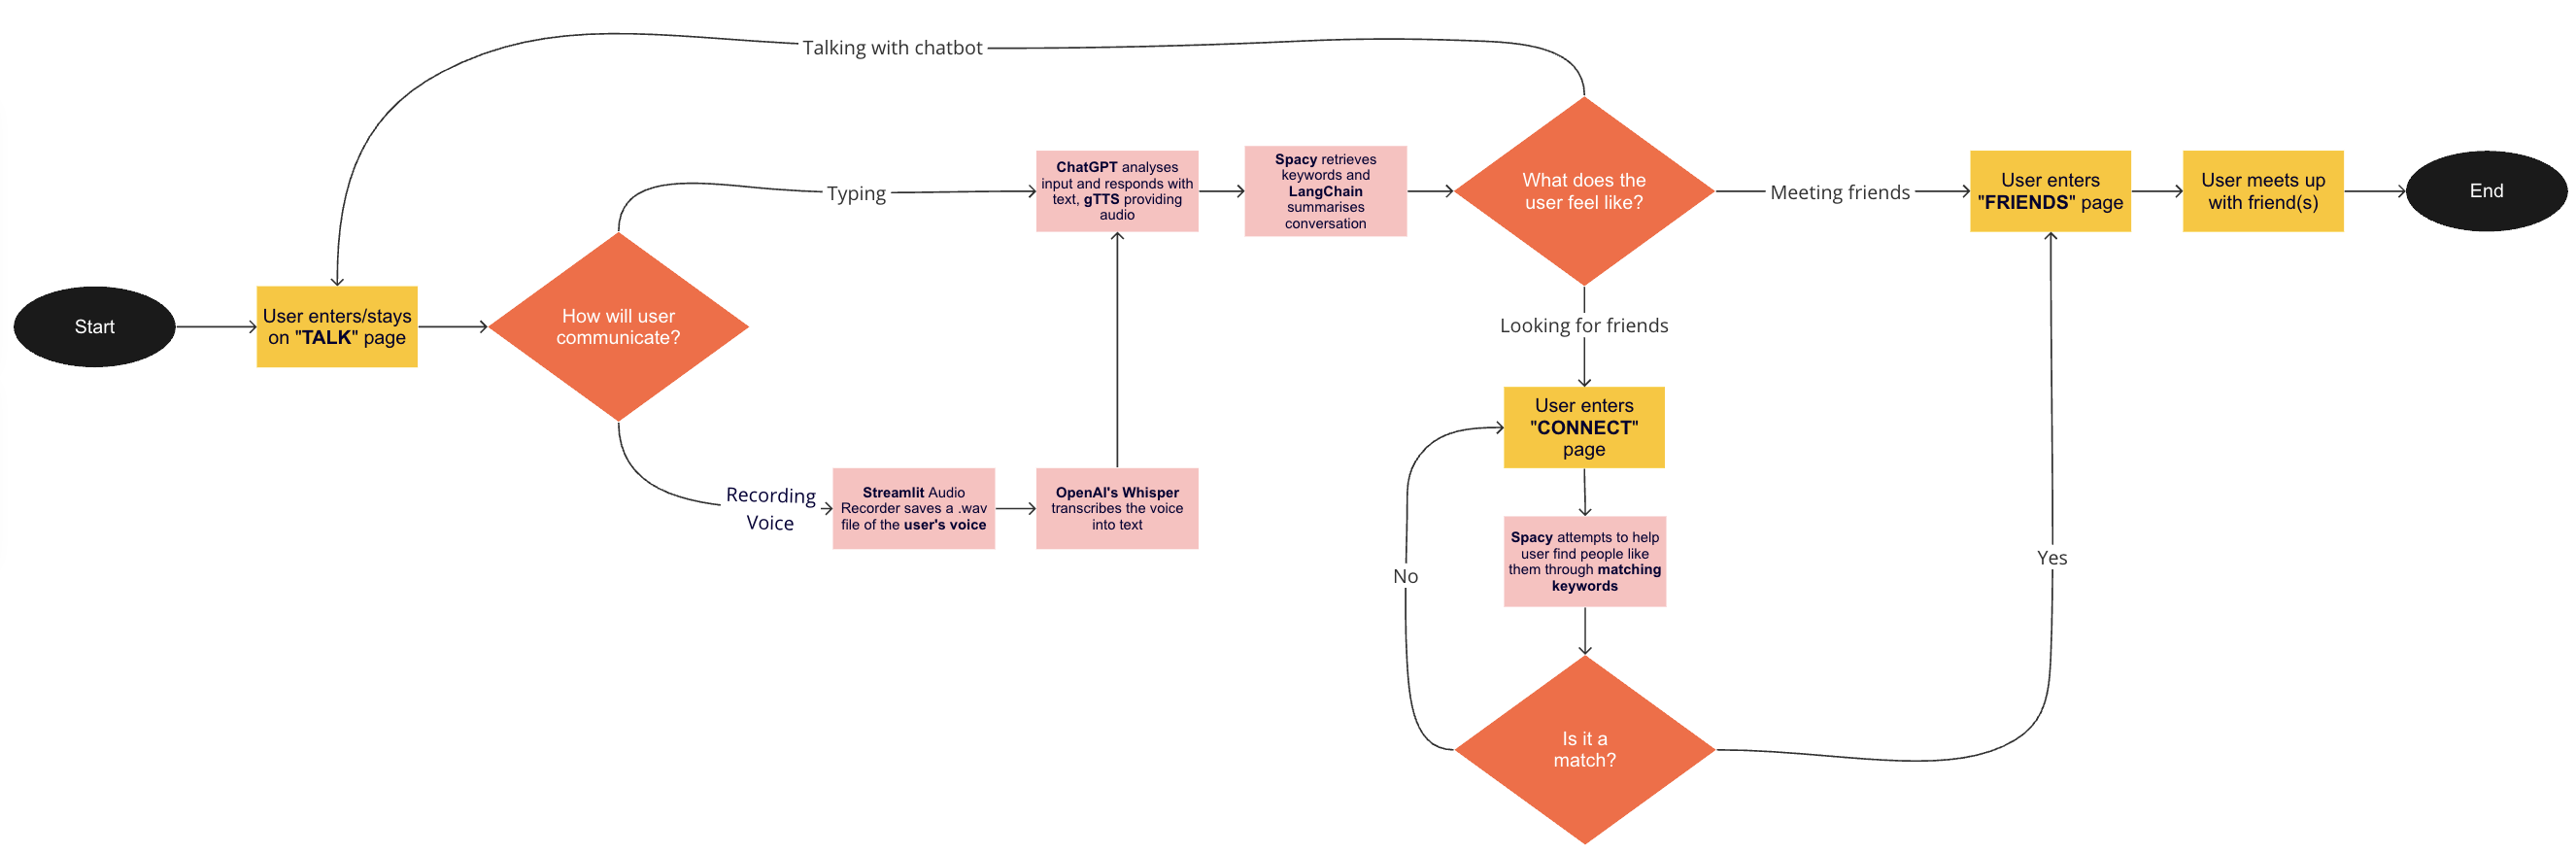 Talking with chatbot
Start
User enters/stays
on "TALK" page
How will user
communicate?
Typing
Recording
Voice
Streamlit Audio
Recorder saves a .wav
file of the user's voice
OpenAI's Whisper
transcribes the voice
into text
ChatGPT analyses
input and responds with
text, gTTS providing
audio
Spacy retrieves
keywords and
LangChain
summarises
conversation
What does the
user feel like?
Meeting friends
User enters
"FRIENDS" page
User meets up
with friend(s)
End
Looking for friends
User enters
"CONNECT"
page
Spacy attempts to help
user find people like
them through matching
keywords
Is it a
match?
No
Yes